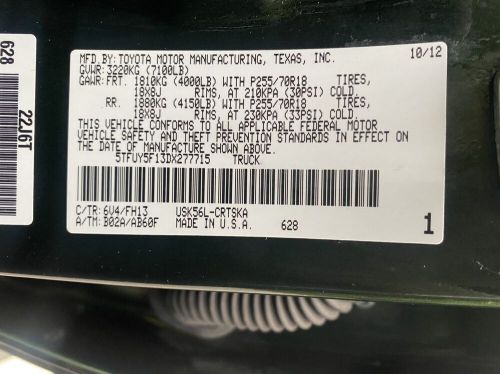 628
22J6T
MFD.BY:TOYOTA MOTOR MANUFACTURING, TEXAS, INC. 10/12
GVWR: 3220KG (7100LB)
GAWR: FRT. 1810KG (4000LB) WITH P255/70R18 TIRES,
18X8J RIMS, AT 210KPA (30PSI) COLD.
RR. 1880KG (4150LB) WITH P255/70R18 TIRES,
18X8J RIMS, AT 230KPA (33PSI) COLD.
THIS VEHICLE CONFORMS TO ALL APPLICABLE FEDERAL MOTOR
VEHICLE SAFETY AND THEFT PREVENTION STANDARDS IN EFFECT ON
THE DATE OF MANUFACTURE SHOWN ABOVE.
5TFUY5F13DX277715 TRUCK
C/TR: 6V4/FH13 USK56L-CRTSKA
A/TM: B02A/AB60F MADE IN U.S.A. 628 1